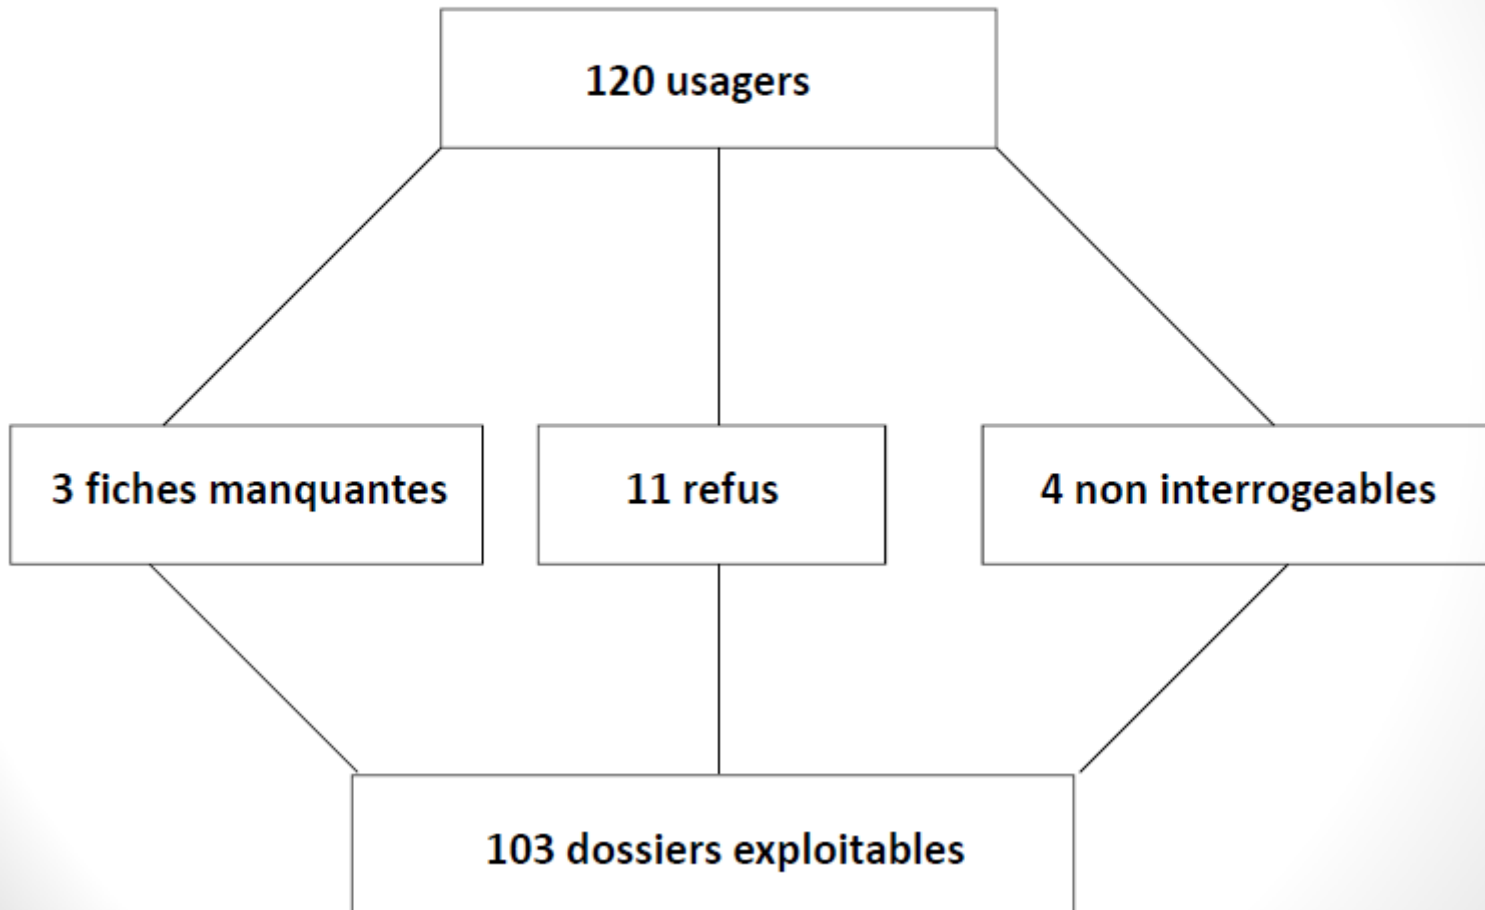 120 usagers
3 fiches manquantes
11 refus
4 non interrogeables
103 dossiers exploitables